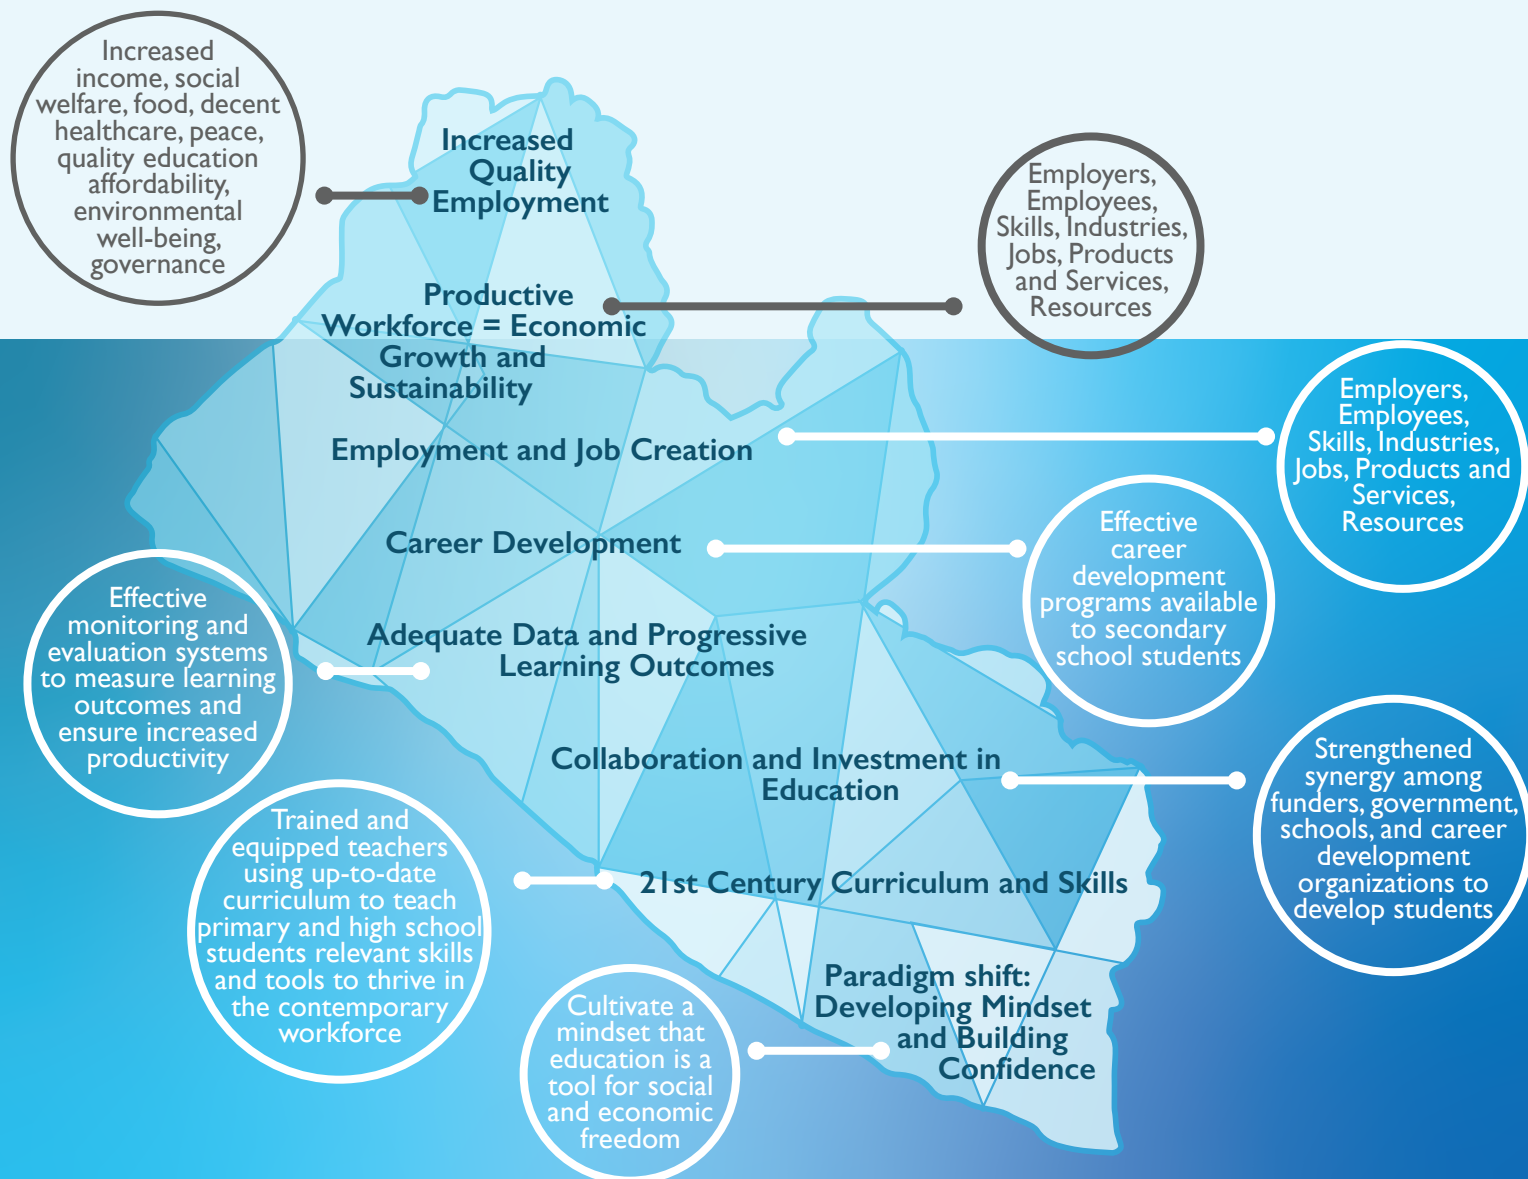 Increased
income, social
welfare, food, decent
healthcare, peace,
quality education
affordability,
environmental
well-being,
governance
Increased
Quality
Employment
Employers,
Employees,
Skills, Industries,
Jobs, Products
and Services,
Resources
Productive
Workforce = Economic
Growth and
Sustainability
Employers,
Employees,
Skills, Industries,
Jobs, Products and
Services,
Resources
Employment and Job Creation
Career Development
Effective
career
development
programs available
to secondary
school students
Effective
monitoring and
evaluation systems
to measure learning
outcomes and
ensure increased
productivity
Adequate Data and Progressive
Learning Outcomes
Collaboration and Investment in
Education
Strengthened
synergy among
funders, government,
schools, and career
development
organizations to
develop students
Trained and
equipped teachers
using up-to-date
curriculum to teach
primary and high school
students relevant skills
and tools to thrive in
the contemporary
workforce
21st Century Curriculum and Skills
Paradigm shift:
Developing Mindset
and Building
Confidence
Cultivate a
mindset that
education is a
tool for social
and economic
freedom